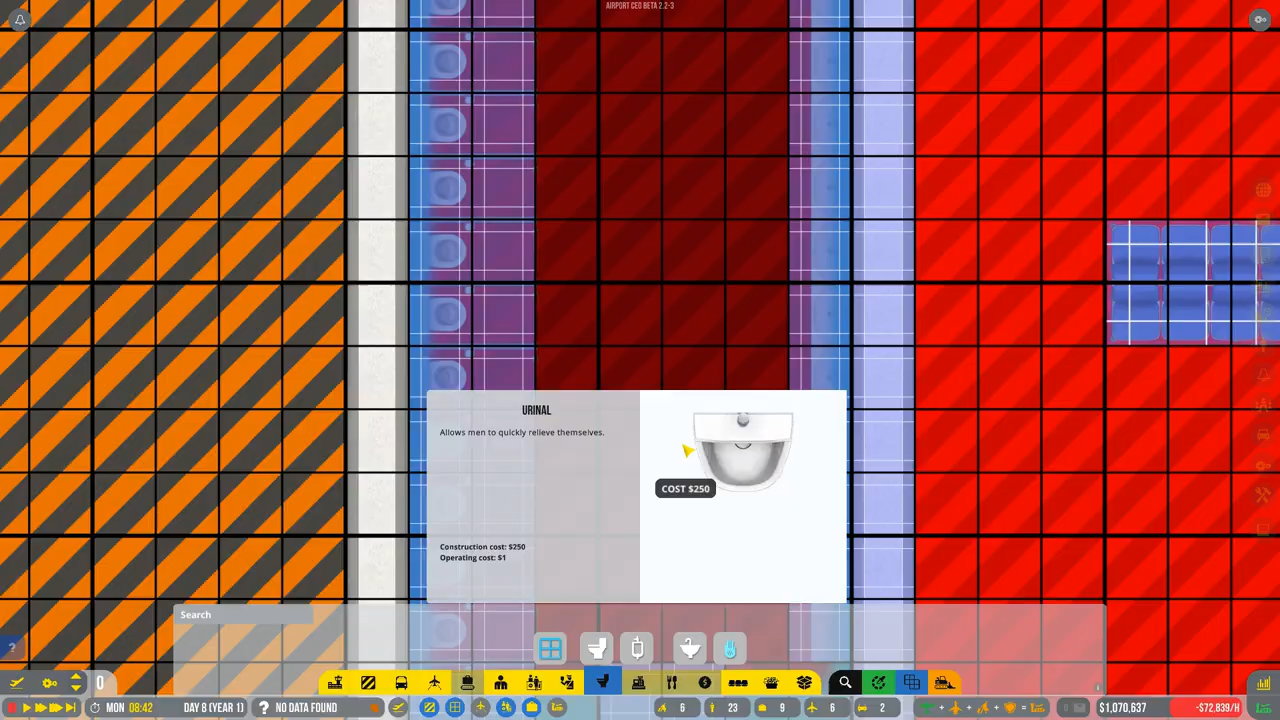 AIRPORT CEO BETA 2.2-3
URINAL
Allows men to quickly relieve themselves.
COST $250
Construction cost: $250
Operating cost: $1
Search
?
0
MON 08:42
DAY 8 (YEAR 1)
? NO DATA FOUND
6
23
9
6
2
0
$1,070,637
-$72,839/H